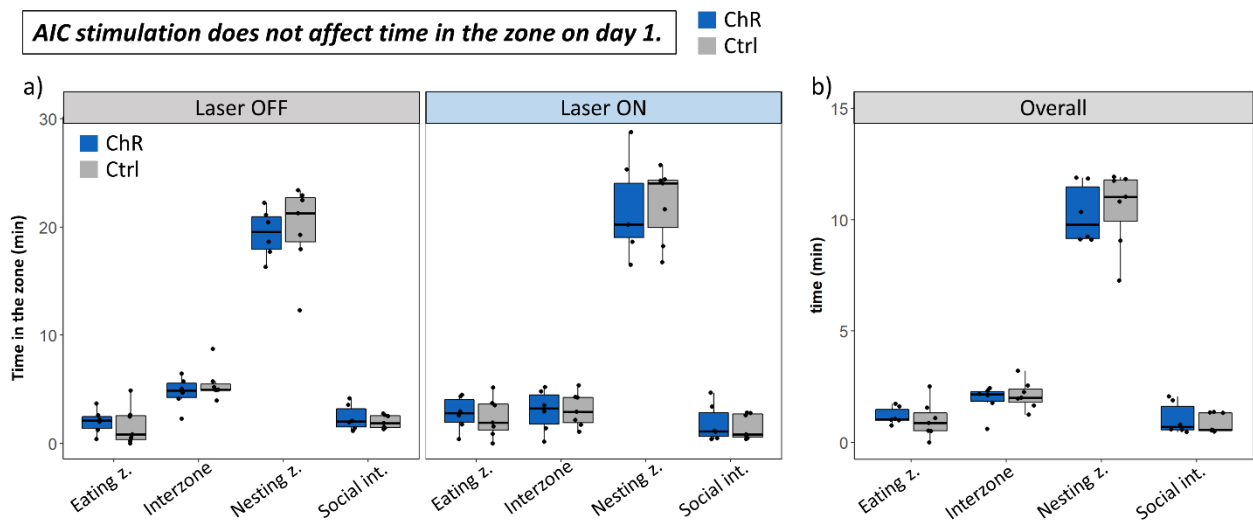 AIC stimulation does not affect time in the zone on day 1.
ChR
Ctrl
a)
Laser OFF
Laser ON
ChR
Ctrl
Time in the zone (min)
30
20
10
0
Eating z.
Interzone
Nesting z.
Social int.
Eating z.
Interzone
Nesting z.
Social int.
b)
Overall
time (min)
15
10
5
0
Eating z.
Interzone
Nesting z.
Social int.